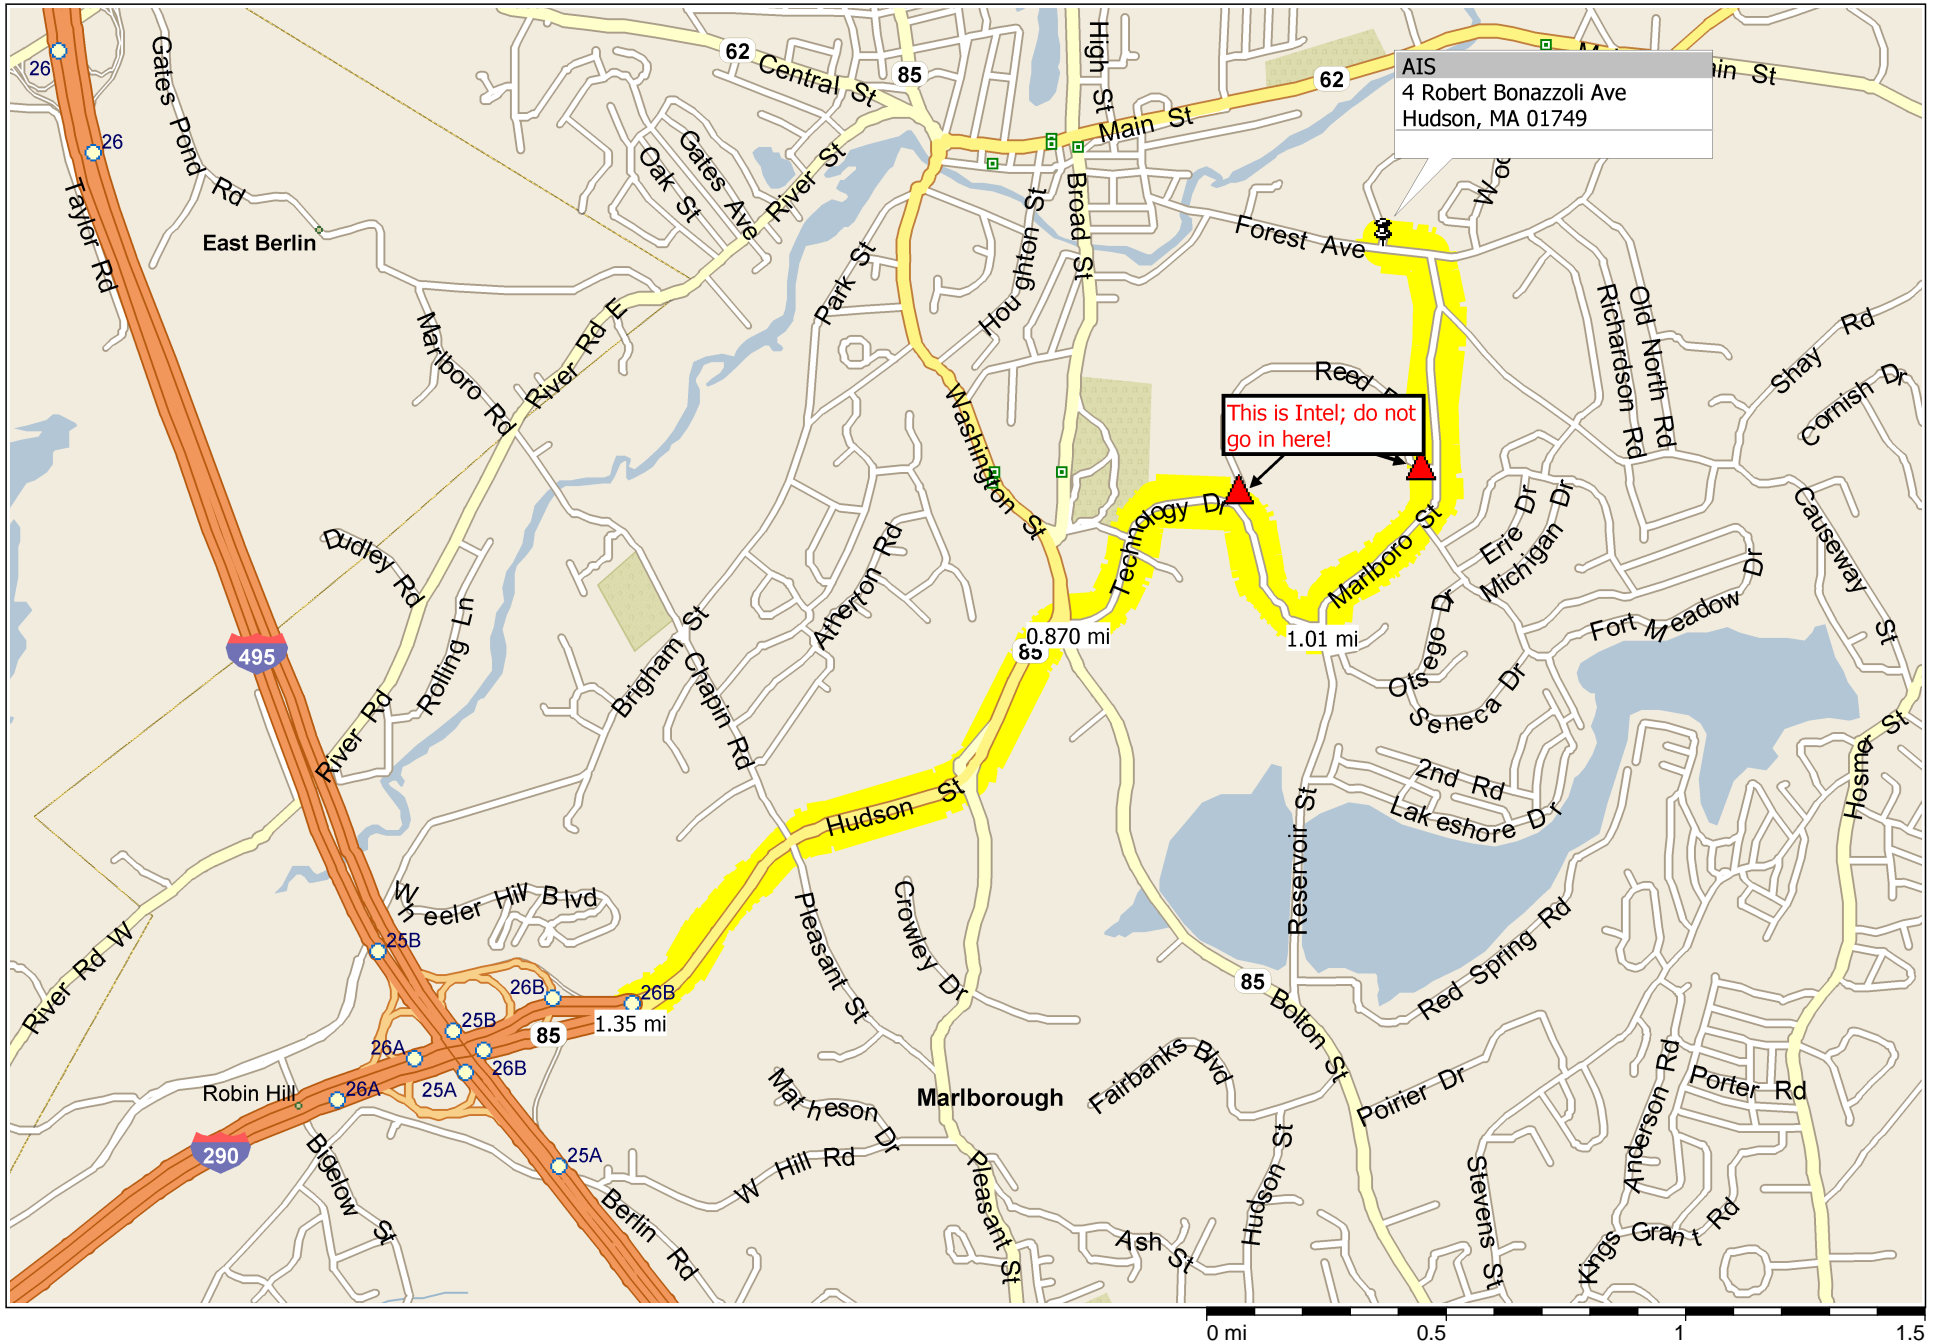 26
26
Gates Pond Rd
Taylor Rd
East Berlin
62
Central St
85
High St
Main St
62
Main St
AIS
4 Robert Bonazzoli Ave
Hudson, MA 01749
Gates Ave
Oak St
River St
Park St
Houghton St
Broad St
Forest Ave
River Rd E
Marlboro Rd
Washington St
Reed
This is Intel; do not
go in here!
Old North Rd
Richardson Rd
Shay Rd
Cornish Dr
Technology Dr
Marlboro St
Erie Dr
Michigan Dr
Causeway St
Dudley Rd
Rolling Ln
Atherton Rd
Brigham St
Chapin Rd
495
0.870 mi
85
1.01 mi
Otsego Dr
Seneca Dr
Fort Meadow Dr
River Rd
Hudson St
2nd Rd
Lakeshore Dr
Reservoir St
Hosmer St
Wheeler Hill Blvd
Pleasant St
Crowley Dr
River Rd W
25B
26B
26B
1.35 mi
25B
85
26A
26B
25A
26A
Robin Hill
290
25A
Bigelow St
Berlin Rd
85
Bolton St
Red Spring Rd
Marlborough
Matheson Dr
W Hill Rd
Fairbanks Blvd
Poirier Dr
Porter Rd
Anderson Rd
Pleasant St
Ash St
Hudson St
Stevens St
Kings Grant Rd
0 mi 0.5 1 1.5